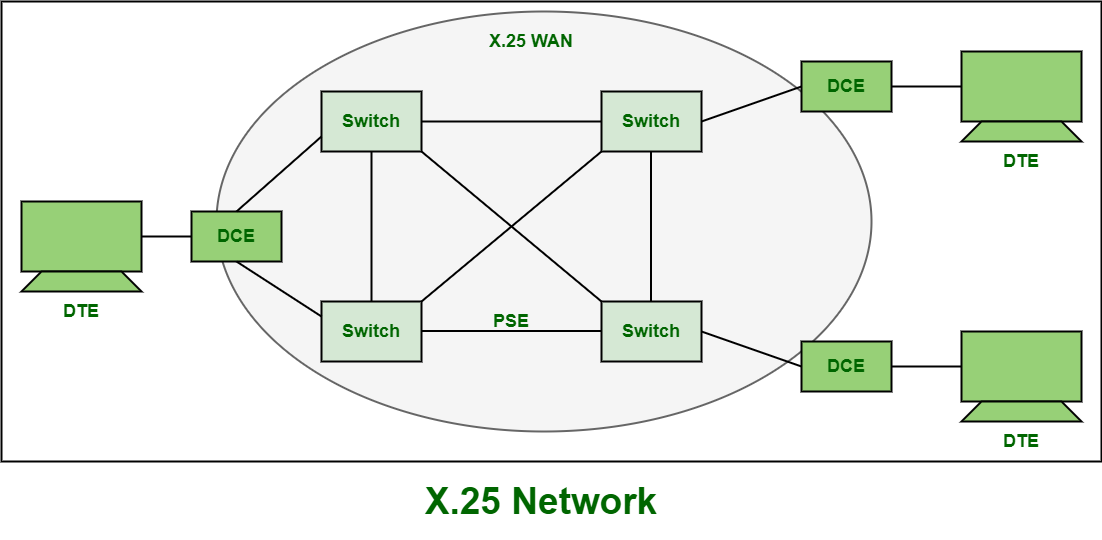 X.25 WAN
DCE
Switch
Switch
DTE
DCE
DTE
PSE
Switch
Switch
DCE
DTE
X.25 Network